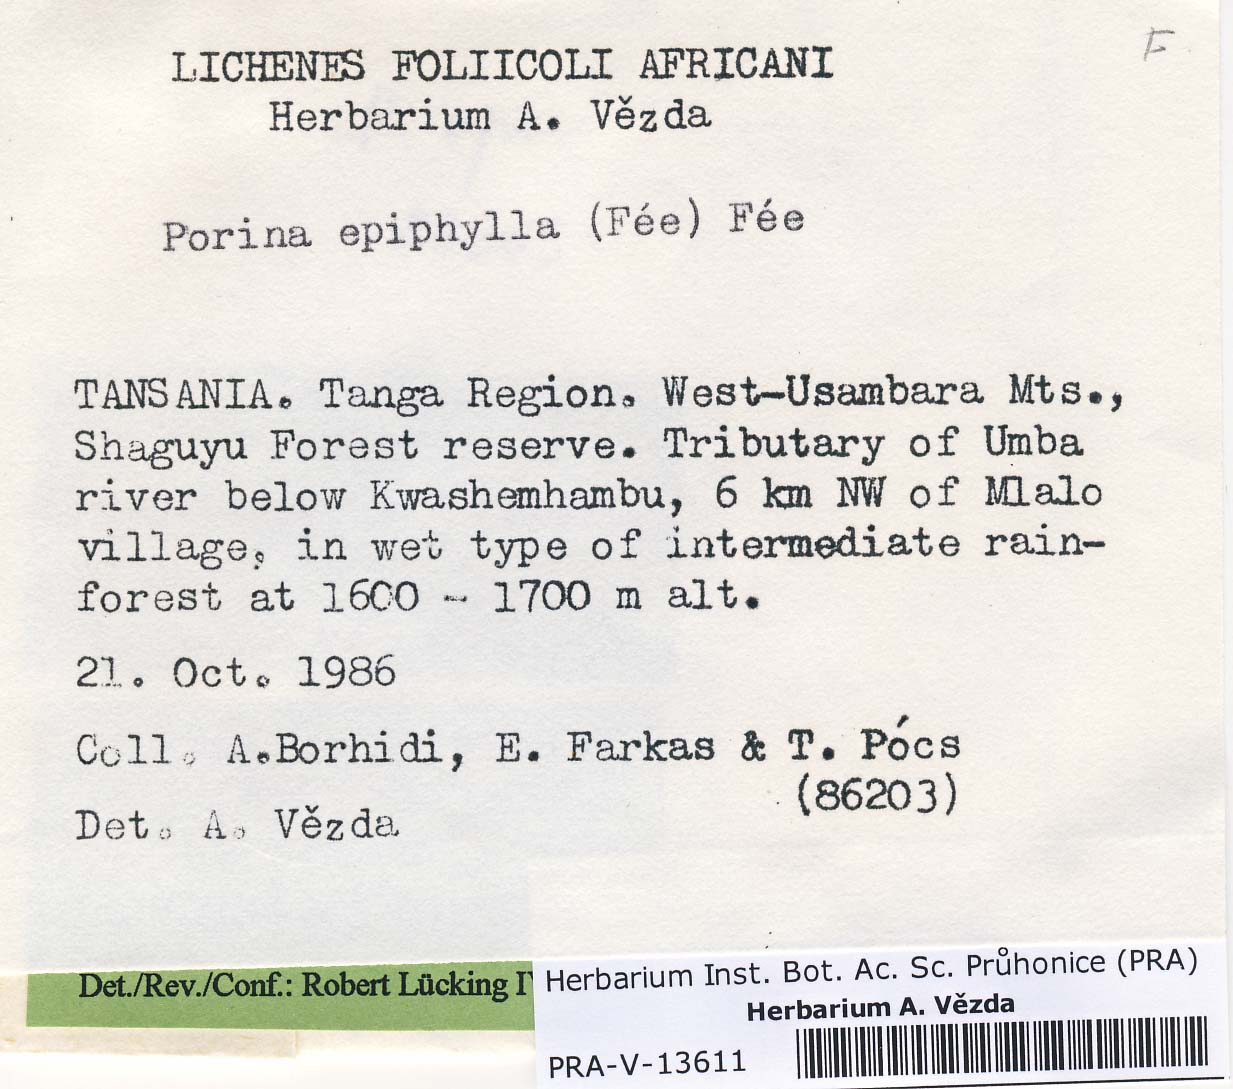 F
LICHENES FOLIICOLI AFRICANI
Herbarium A. Vězda
Porina epiphylla (Fée) Fée
TANSANIA. Tanga Region. West-Usambara Mts.,
Shaguyu Forest reserve. Tributary of Umba
river below Kwashemhambu, 6 km NW of Mlalo
village, in wet type of intermediate rain-
forest at 1600 - 1700 m alt.
21. Oct. 1986
Coll. A.Borhidi, E. Farkas & T. Pócs
(86203)
Det. A. Vězda
Det./Rev./Conf.: Robert Lücking
Herbarium Inst. Bot. Ac. Sc. Průhonice (PRA)
Herbarium A. Vězda
PRA-V-13611